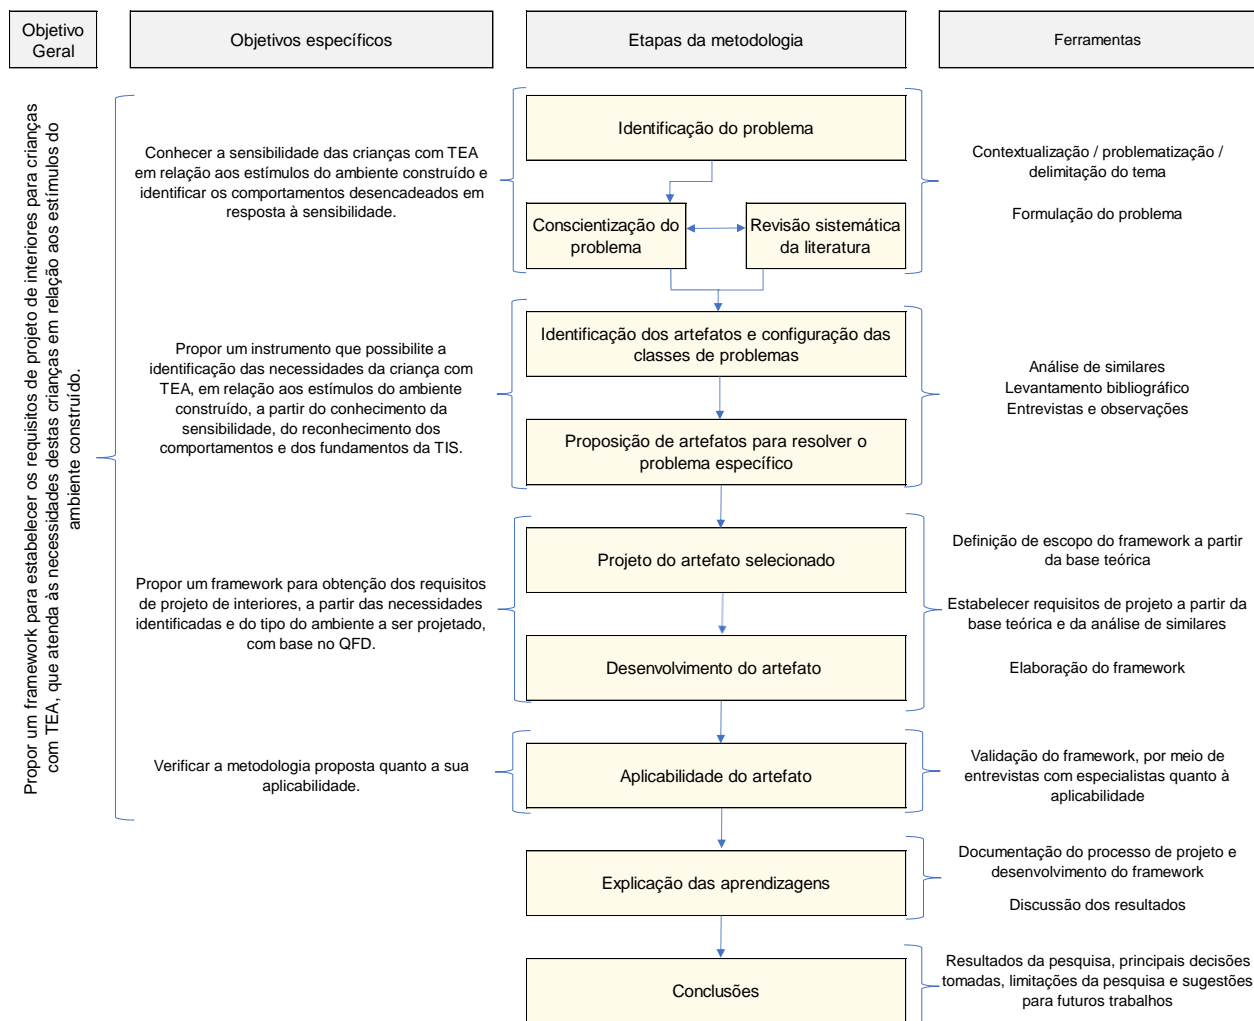 Objetivo
Geral
Objetivos específicos
Etapas da metodologia
Ferramentas
Propor um framework para estabelecer os requisitos de projeto de interiores para crianças
com TEA, que atenda às necessidades destas crianças em relação aos estímulos do
ambiente construído.
Conhecer a sensibilidade das crianças com TEA
em relação aos estímulos do ambiente construído e
identificar os comportamentos desencadeados em
resposta à sensibilidade.
Identificação do problema
Conscientização do
problema
Revisão sistemática
da literatura
Contextualização / problematização /
delimitação do tema
Formulação do problema
Propor um instrumento que possibilite a
identificação das necessidades da criança com
TEA, em relação aos estímulos do ambiente
construído, a partir do conhecimento da
sensibilidade, do reconhecimento dos
comportamentos e dos fundamentos da TIS.
Identificação dos artefatos e configuração das
classes de problemas
Proposição de artefatos para resolver o
problema específico
Análise de similares
Levantamento bibliográfico
Entrevistas e observações
Propor um framework para obtenção dos requisitos
de projeto de interiores, a partir das necessidades
identificadas e do tipo do ambiente a ser projetado,
com base no QFD.
Projeto do artefato selecionado
Desenvolvimento do artefato
Definição de escopo do framework a partir
da base teórica
Estabelecer requisitos de projeto a partir da
base teórica e da análise de similares
Elaboração do framework
Verificar a metodologia proposta quanto a sua
aplicabilidade.
Aplicabilidade do artefato
Validação do framework, por meio de
entrevistas com especialistas quanto à
aplicabilidade
Explicação das aprendizagens
Documentação do processo de projeto e
desenvolvimento do framework
Discussão dos resultados
Conclusões
Resultados da pesquisa, principais decisões
tomadas, limitações da pesquisa e sugestões
para futuros trabalhos